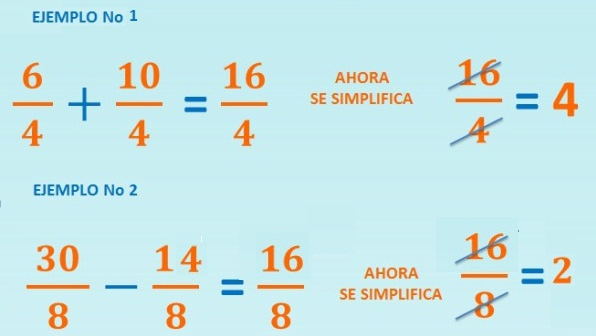 EJEMPLO No 1
6/4 + 10/4 = 16/4 AHORA SE SIMPLIFICA 16/4 = 4
EJEMPLO No 2
30/8 − 14/8 = 16/8 AHORA SE SIMPLIFICA 16/8 = 2